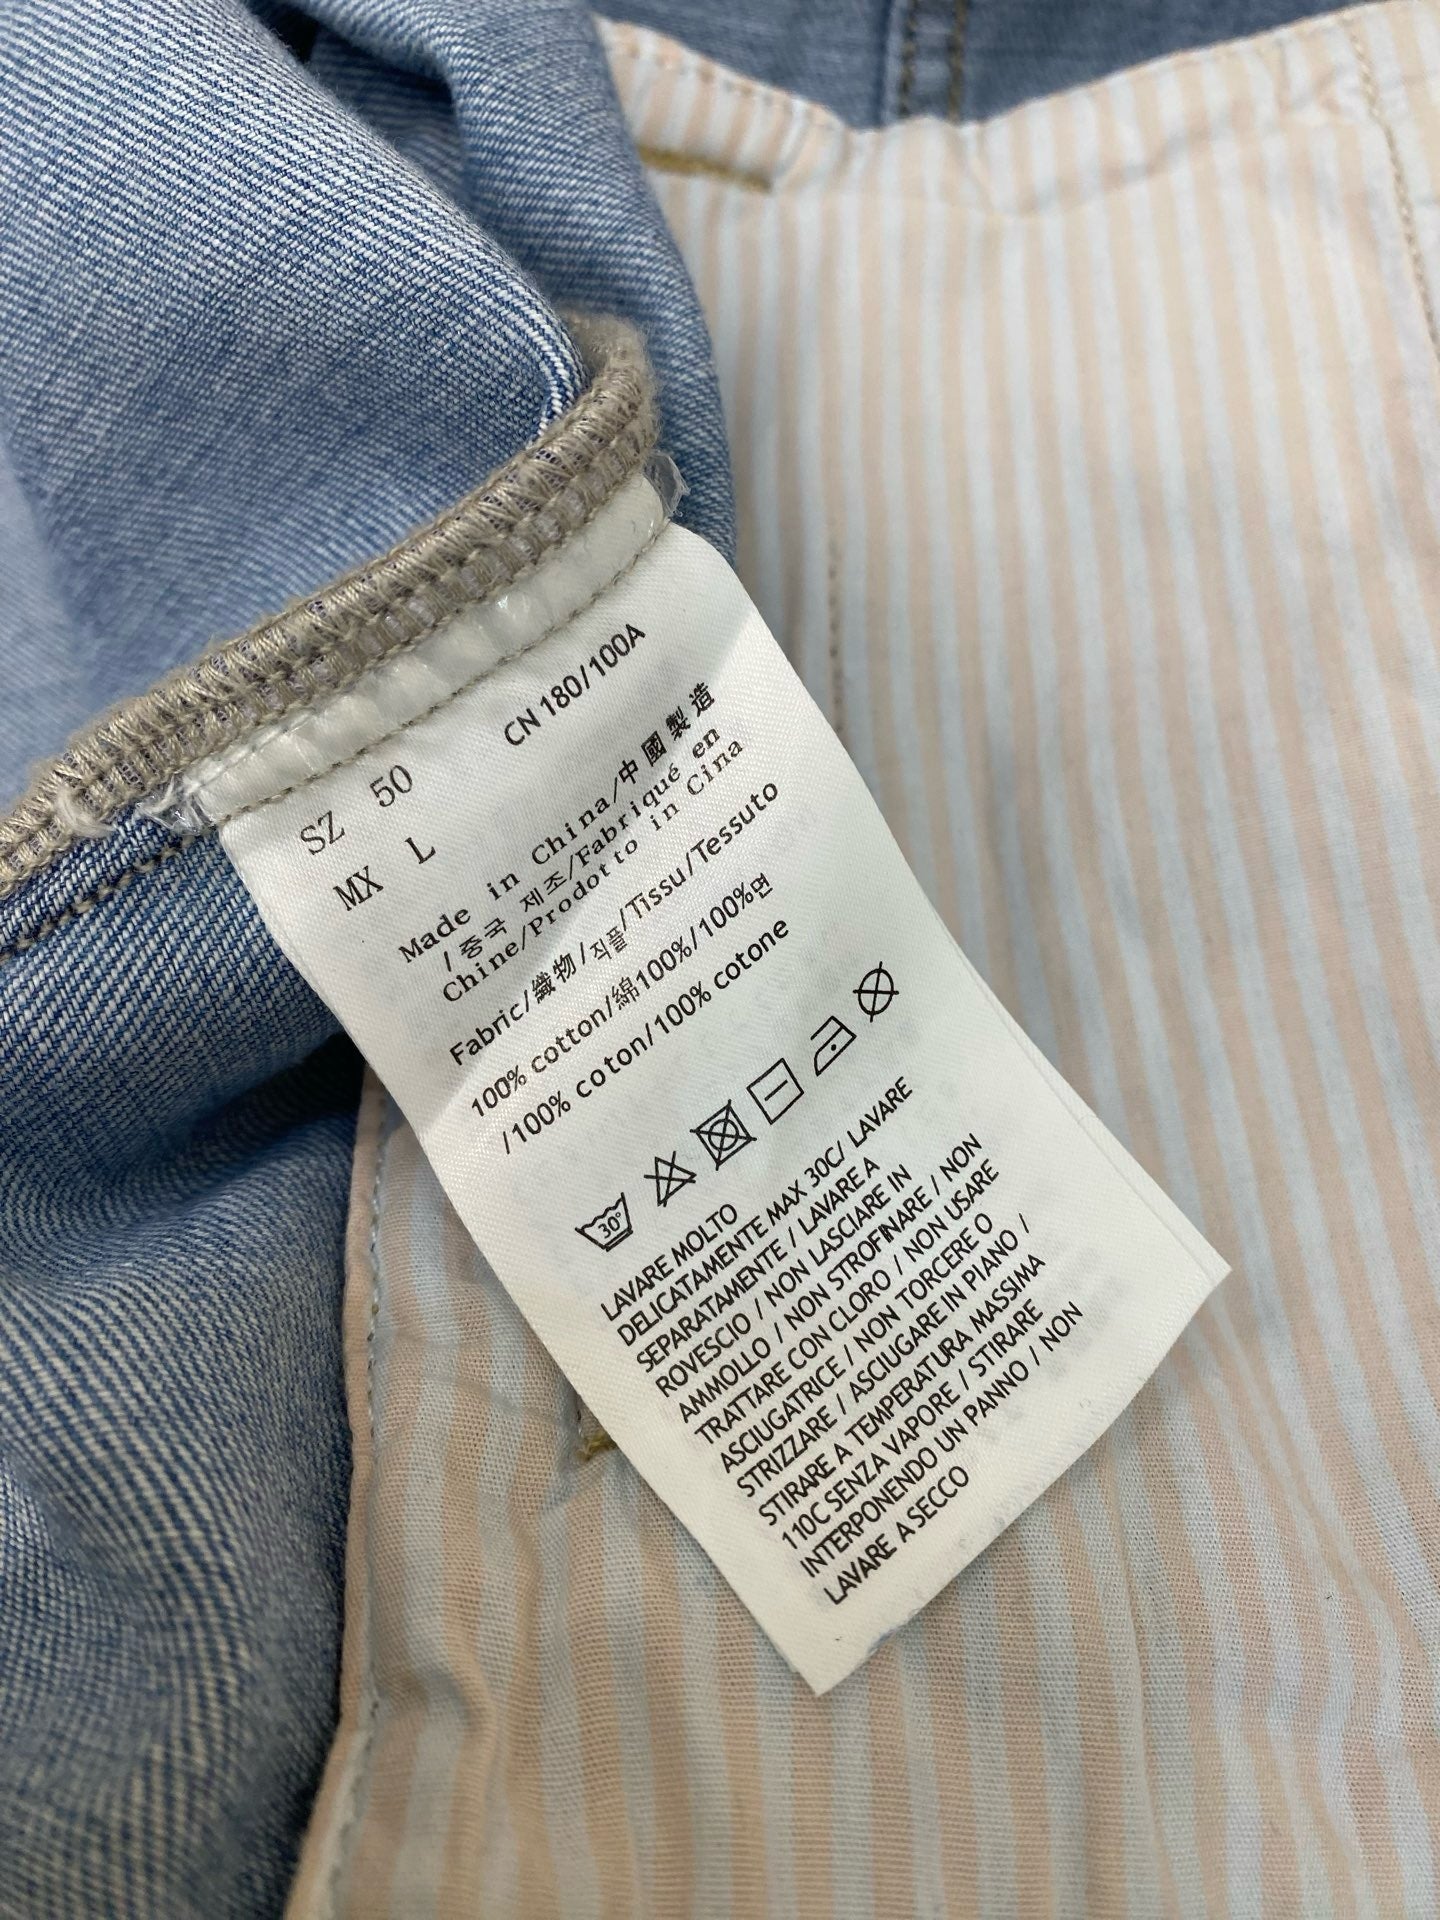 CN 180/100A
SZ 50
MX L
Made in China/中國製造
/중국 제조/Fabriqué en
Chine/Prodotto in Cina
Fabric/織物/직플/Tissu/Tessuto
100% cotton/綿100%/100%면
/100% coton/100% cotone
30°
LAVARE MOLTO
DELICATAMENTE MAX 30C/ LAVARE
SEPARATAMENTE / LAVARE A
ROVESCIO / NON LASCIARE IN
AMMOLLO / NON STROFINARE / NON
TRATTARE CON CLORO / NON USARE
ASCIUGATRICE / NON TORCERE O
STRIZZARE / ASCIUGARE IN PIANO /
STIRARE A TEMPERATURA MASSIMA
110C SENZA VAPORE / STIRARE
INTERPONENDO UN PANNO / NON
LAVARE A SECCO